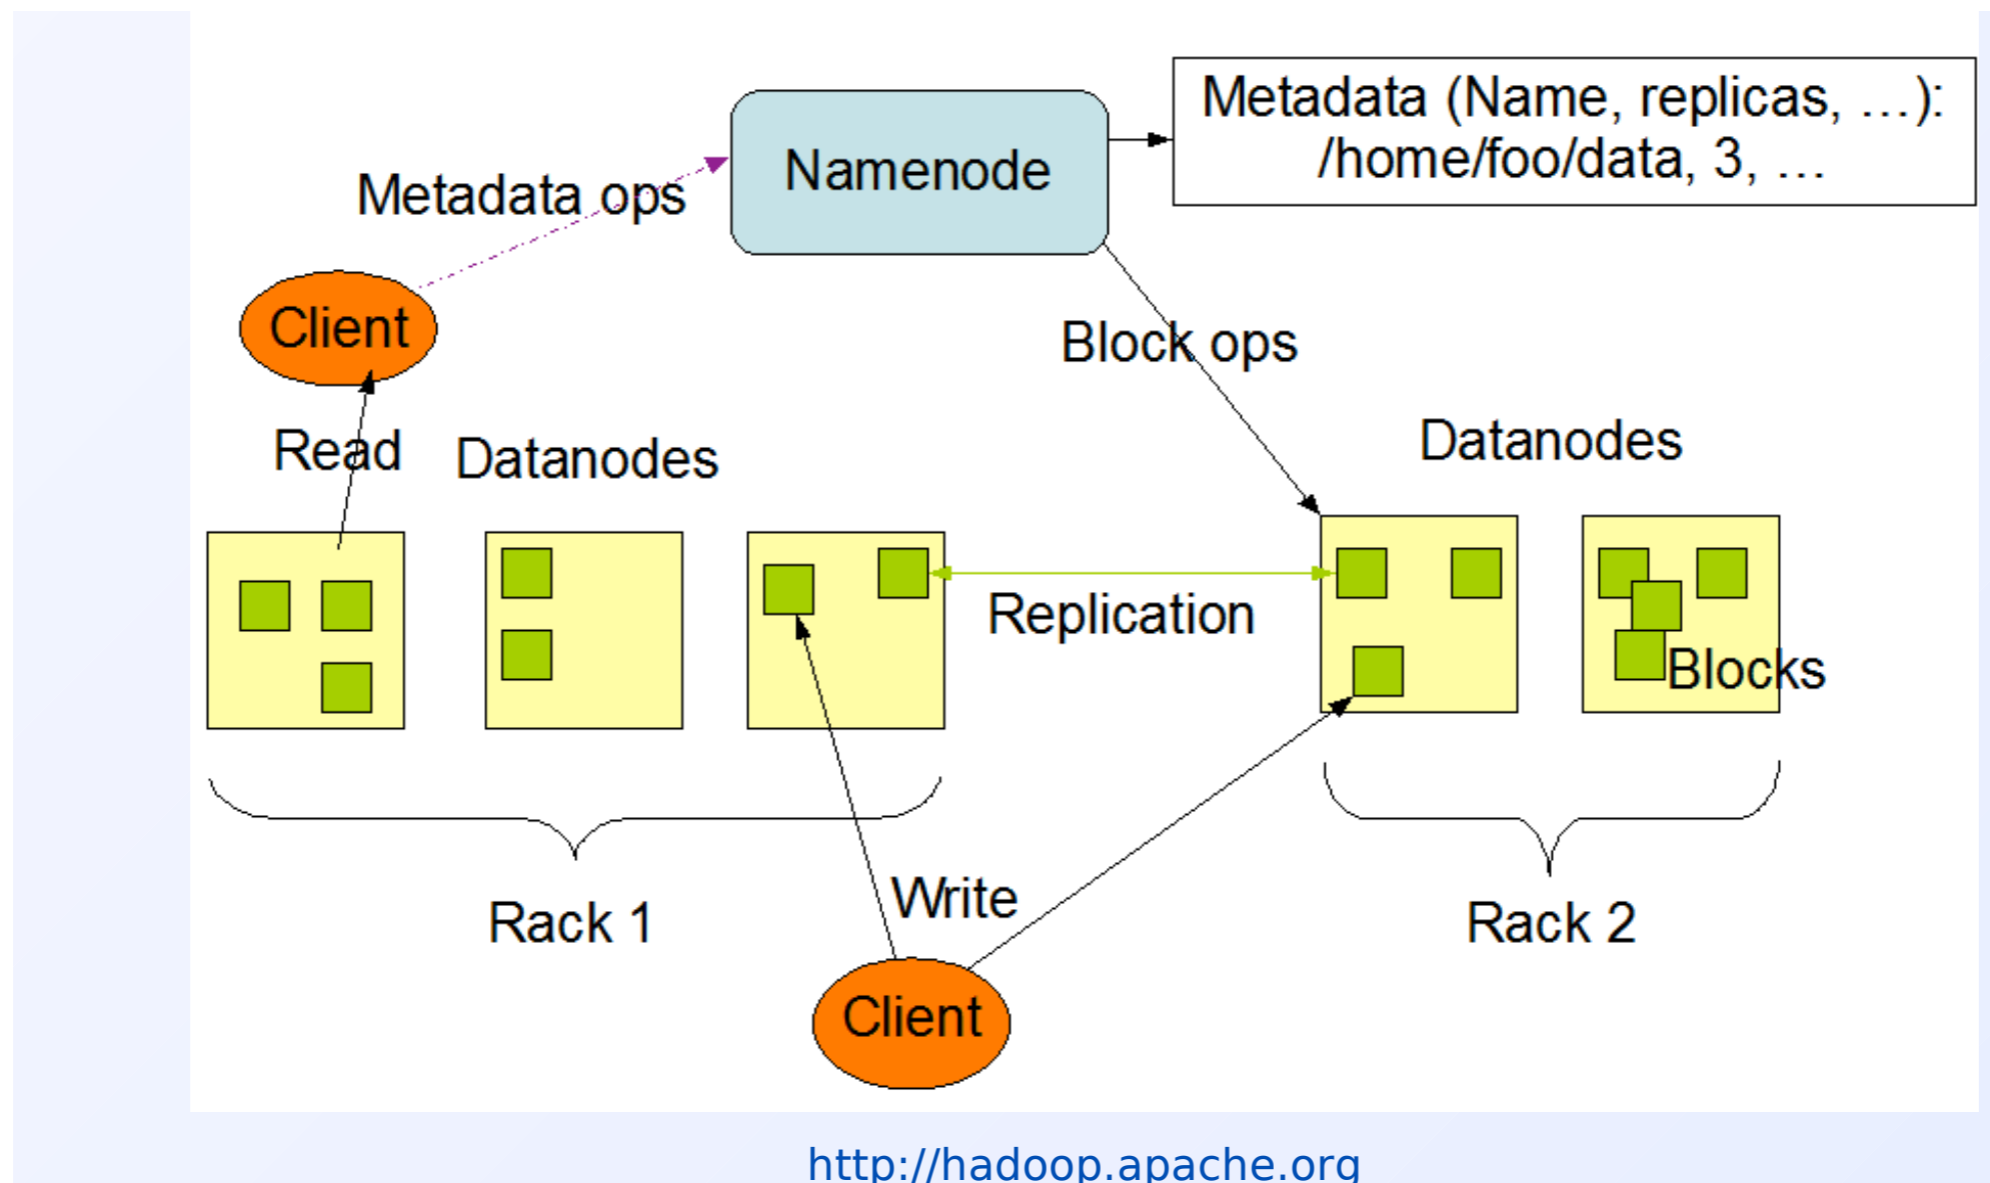 Metadata (Name, replicas, …):
/home/foo/data, 3, …
Namenode
Metadata ops
Client
Block ops
Read
Datanodes
Datanodes
Replication
Blocks
Write
Rack 1
Rack 2
Client
http://hadoop.apache.org